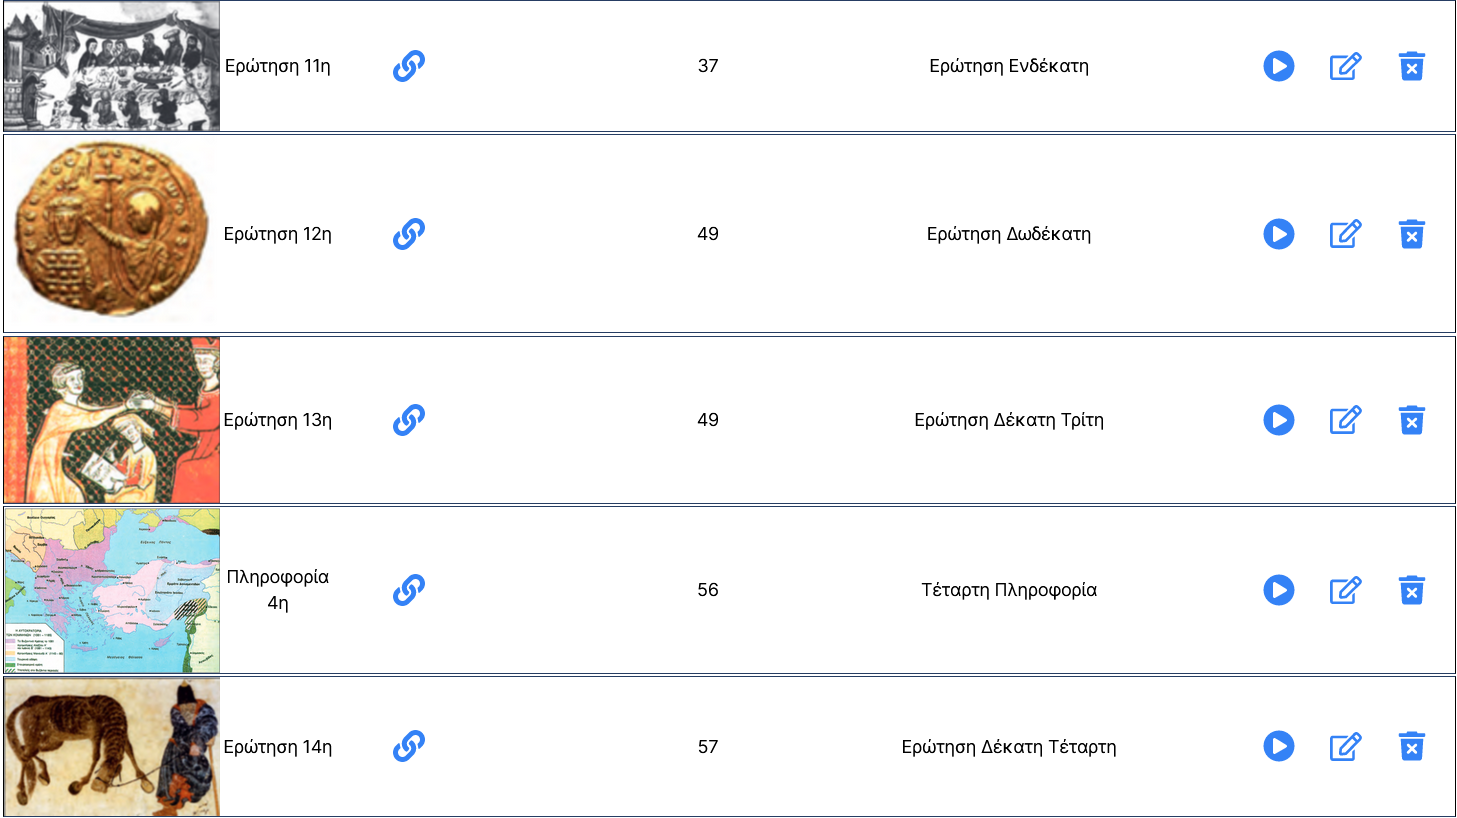 Ερώτηση 11η
37
Ερώτηση Ενδέκατη
Ερώτηση 12η
49
Ερώτηση Δωδέκατη
Ερώτηση 13η
49
Ερώτηση Δέκατη Τρίτη
Πληροφορία
4η
56
Τέταρτη Πληροφορία
Ερώτηση 14η
57
Ερώτηση Δέκατη Τέταρτη